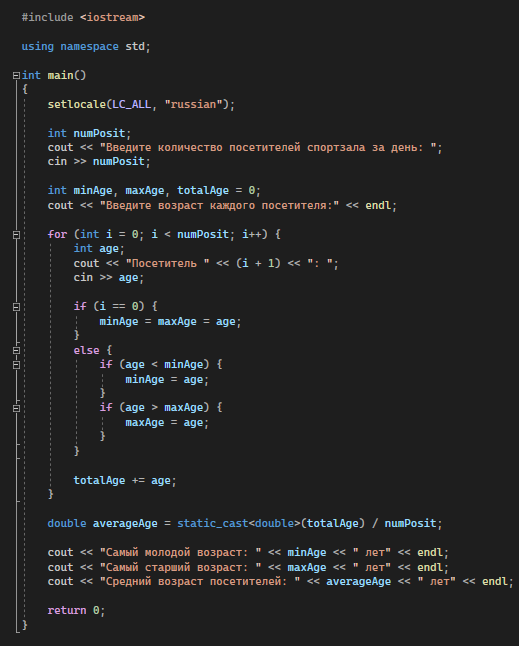 #include <iostream>
using namespace std;
int main()
{
setlocale(LC_ALL, "russian");
int numPosit;
cout << "Введите количество посетителей спортзала за день: ";
cin >> numPosit;
int minAge, maxAge, totalAge = 0;
cout << "Введите возраст каждого посетителя:" << endl;
for (int i = 0; i < numPosit; i++) {
int age;
cout << "Посетитель " << (i + 1) << ": ";
cin >> age;
if (i == 0) {
minAge = maxAge = age;
}
else {
if (age < minAge) {
minAge = age;
}
if (age > maxAge) {
maxAge = age;
}
}
totalAge += age;
}
double averageAge = static_cast<double>(totalAge) / numPosit;
cout << "Самый молодой возраст: " << minAge << " лет" << endl;
cout << "Самый старший возраст: " << maxAge << " лет" << endl;
cout << "Средний возраст посетителей: " << averageAge << " лет" << endl;
return 0;
}